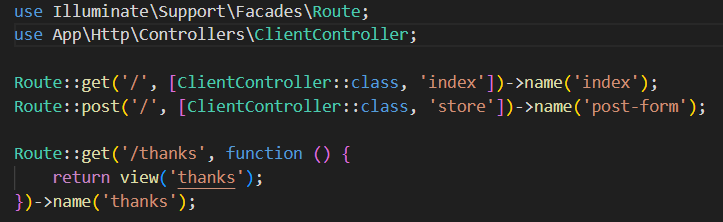 use Illuminate\Support\Facades\Route;
use App\Http\Controllers\ClientController;
Route::get('/', [ClientController::class, 'index'])->name('index');
Route::post('/', [ClientController::class, 'store'])->name('post-form');
Route::get('/thanks', function () {
    return view('thanks');
})->name('thanks');